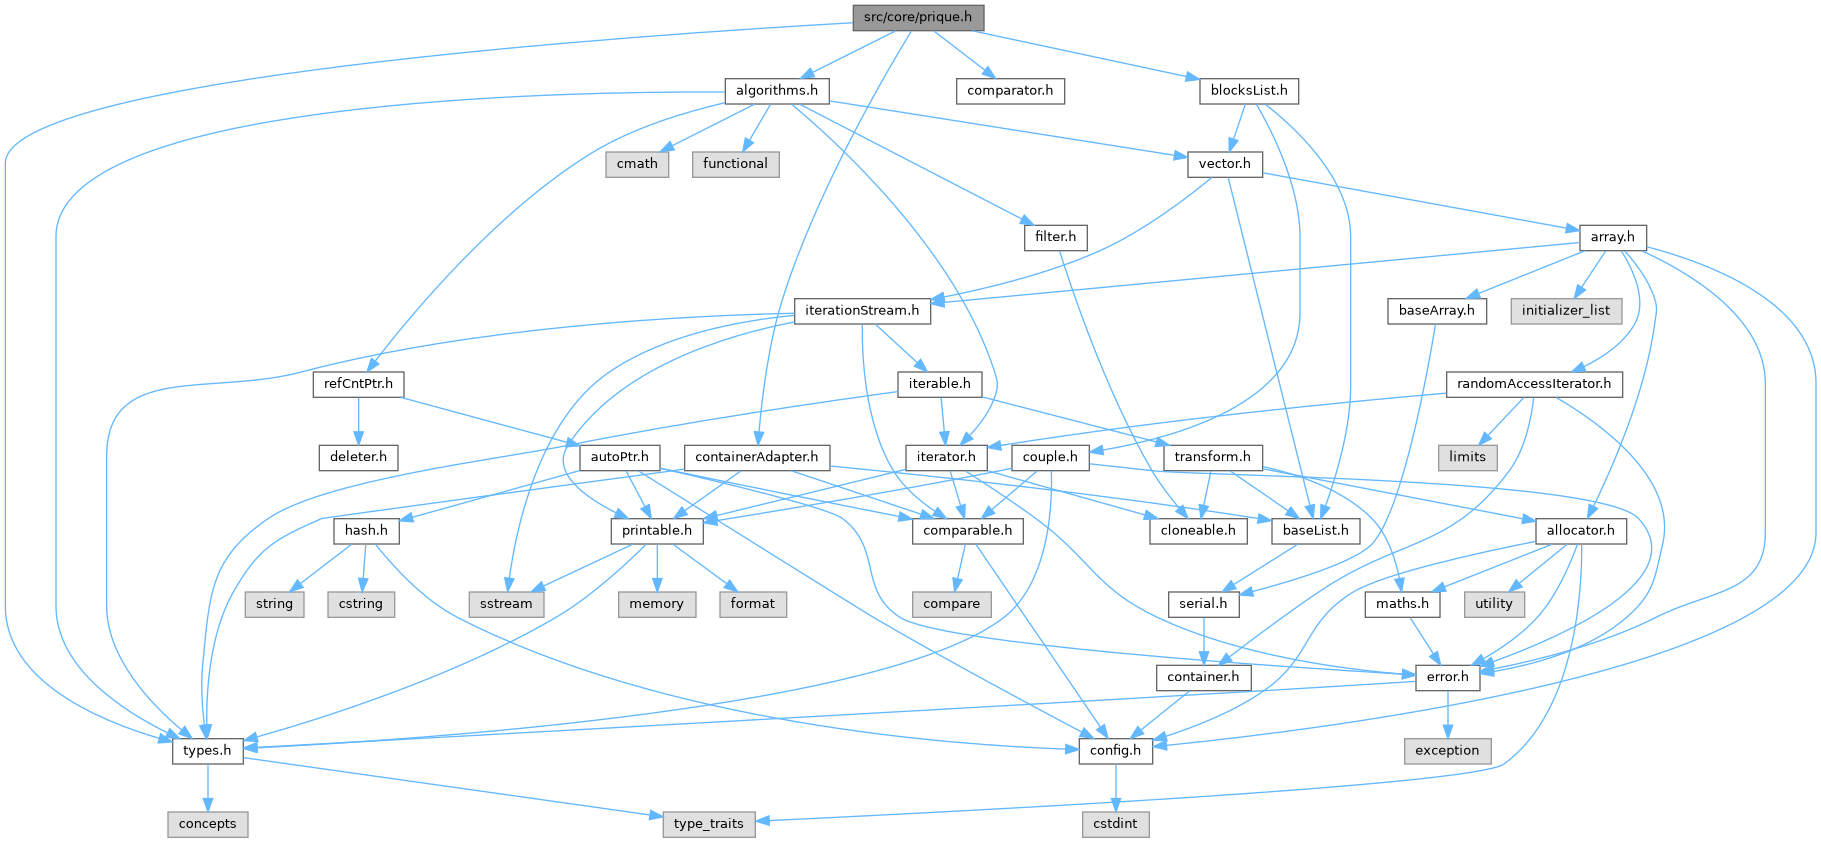 src/core/prique.h
algorithms.h
comparator.h
blocksList.h
cmath
functional
vector.h
filter.h
array.h
iterationStream.h
baseArray.h
initializer_list
refCntPtr.h
iterable.h
randomAccessIterator.h
deleter.h
autoPtr.h
containerAdapter.h
iterator.h
couple.h
transform.h
limits
hash.h
printable.h
comparable.h
cloneable.h
baseList.h
allocator.h
string
cstring
sstream
memory
format
compare
serial.h
maths.h
utility
container.h
error.h
types.h
config.h
exception
concepts
type_traits
cstdint